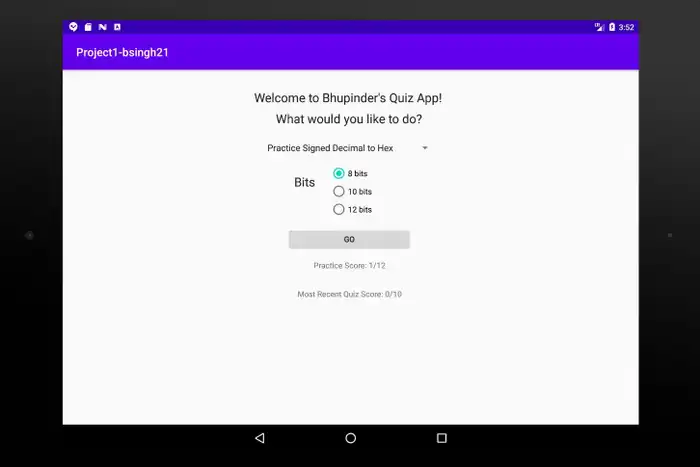 3:52
Project1-bsingh21
Welcome to Bhupinder's Quiz App!
What would you like to do?
Practice Signed Decimal to Hex
Bits
8 bits
10 bits
12 bits
GO
Practice Score: 1/12
Most Recent Quiz Score: 0/10